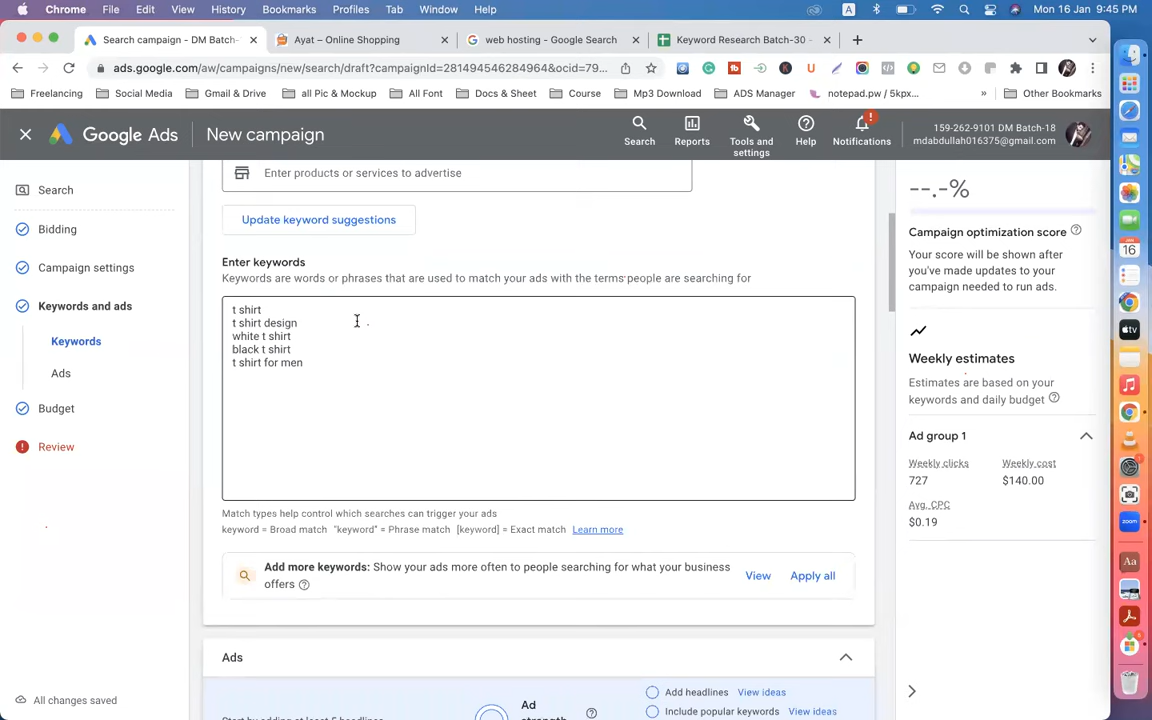 Chrome File Edit View History Bookmarks Profiles Tab Window Help A Mon 16 Jan 9:45 PM
Search campaign - DM Batch- Ayat – Online Shopping web hosting - Google Search Keyword Research Batch-30 -
ads.google.com/aw/campaigns/new/search/draft?campaignId=281494546284964&ocid=79...
Freelancing Social Media Gmail & Drive all Pic & Mockup All Font Docs & Sheet Course Mp3 Download ADS Manager notepad.pw / 5kpx... » Other Bookmarks
Google Ads New campaign
Search Reports Tools and settings Help Notifications
159-262-9101 DM Batch-18
mdabdullah016375@gmail.com
Search
Bidding
Campaign settings
Keywords and ads
Keywords
Ads
Budget
Review
All changes saved
Enter products or services to advertise
Update keyword suggestions
Enter keywords
Keywords are words or phrases that are used to match your ads with the terms people are searching for
t shirt
t shirt design
white t shirt
black t shirt
t shirt for men
Match types help control which searches can trigger your ads
keyword = Broad match "keyword" = Phrase match [keyword] = Exact match Learn more
Add more keywords: Show your ads more often to people searching for what your business
offers
View Apply all
Ads
Ad
Add headlines View ideas
Include popular keywords View ideas
--.-%
Campaign optimization score
Your score will be shown after
you've made updates to your
campaign needed to run ads.
Weekly estimates
Estimates are based on your
keywords and daily budget
Ad group 1
Weekly clicks Weekly cost
727 $140.00
Avg. CPC
$0.19